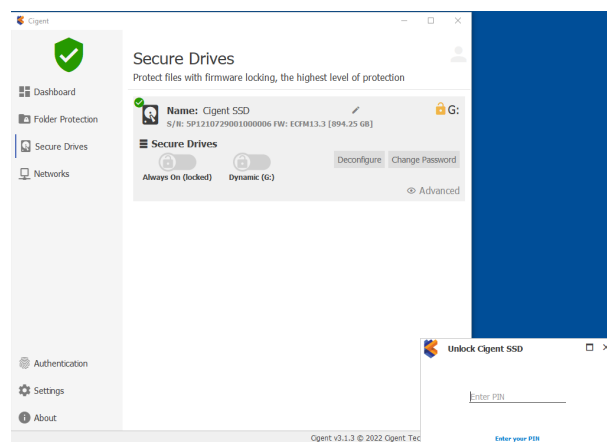 Cigent
Secure Drives
Protect files with firmware locking, the highest level of protection
Dashboard
Folder Protection
Secure Drives
Networks
Name: Cigent SSD
G:
S/N: SP1210729001000006 FW: ECFM13.3 [894.25 GB]
Secure Drives
Always On (locked)
Dynamic (G:)
Deconfigure
Change Password
Advanced
Authentication
Settings
About
Cigent v3.1.3 © 2022 Cigent Tec
Unlock Cigent SSD
Enter PIN
Enter your PIN